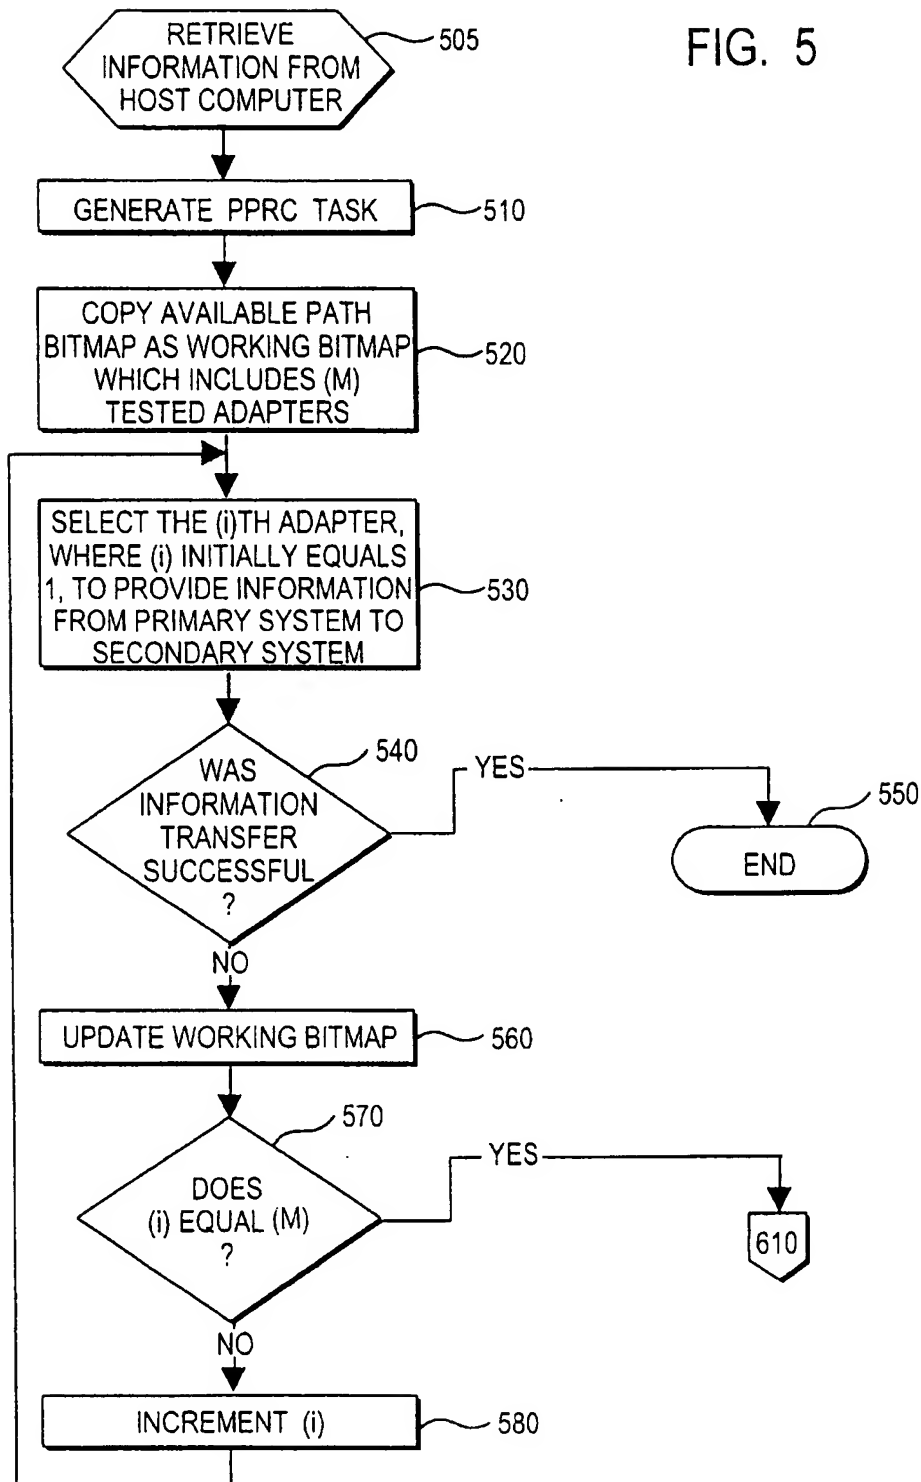 FIG. 5
RETRIEVE
INFORMATION FROM
HOST COMPUTER
505
GENERATE PPRC TASK
510
COPY AVAILABLE PATH
BITMAP AS WORKING BITMAP
WHICH INCLUDES (M)
TESTED ADAPTERS
520
SELECT THE (i)TH ADAPTER,
WHERE (i) INITIALLY EQUALS
1, TO PROVIDE INFORMATION
FROM PRIMARY SYSTEM TO
SECONDARY SYSTEM
530
WAS
INFORMATION
TRANSFER
SUCCESSFUL
?
540
YES
550
END
NO
UPDATE WORKING BITMAP
560
DOES
(i) EQUAL (M)
?
570
YES
610
NO
INCREMENT (i)
580